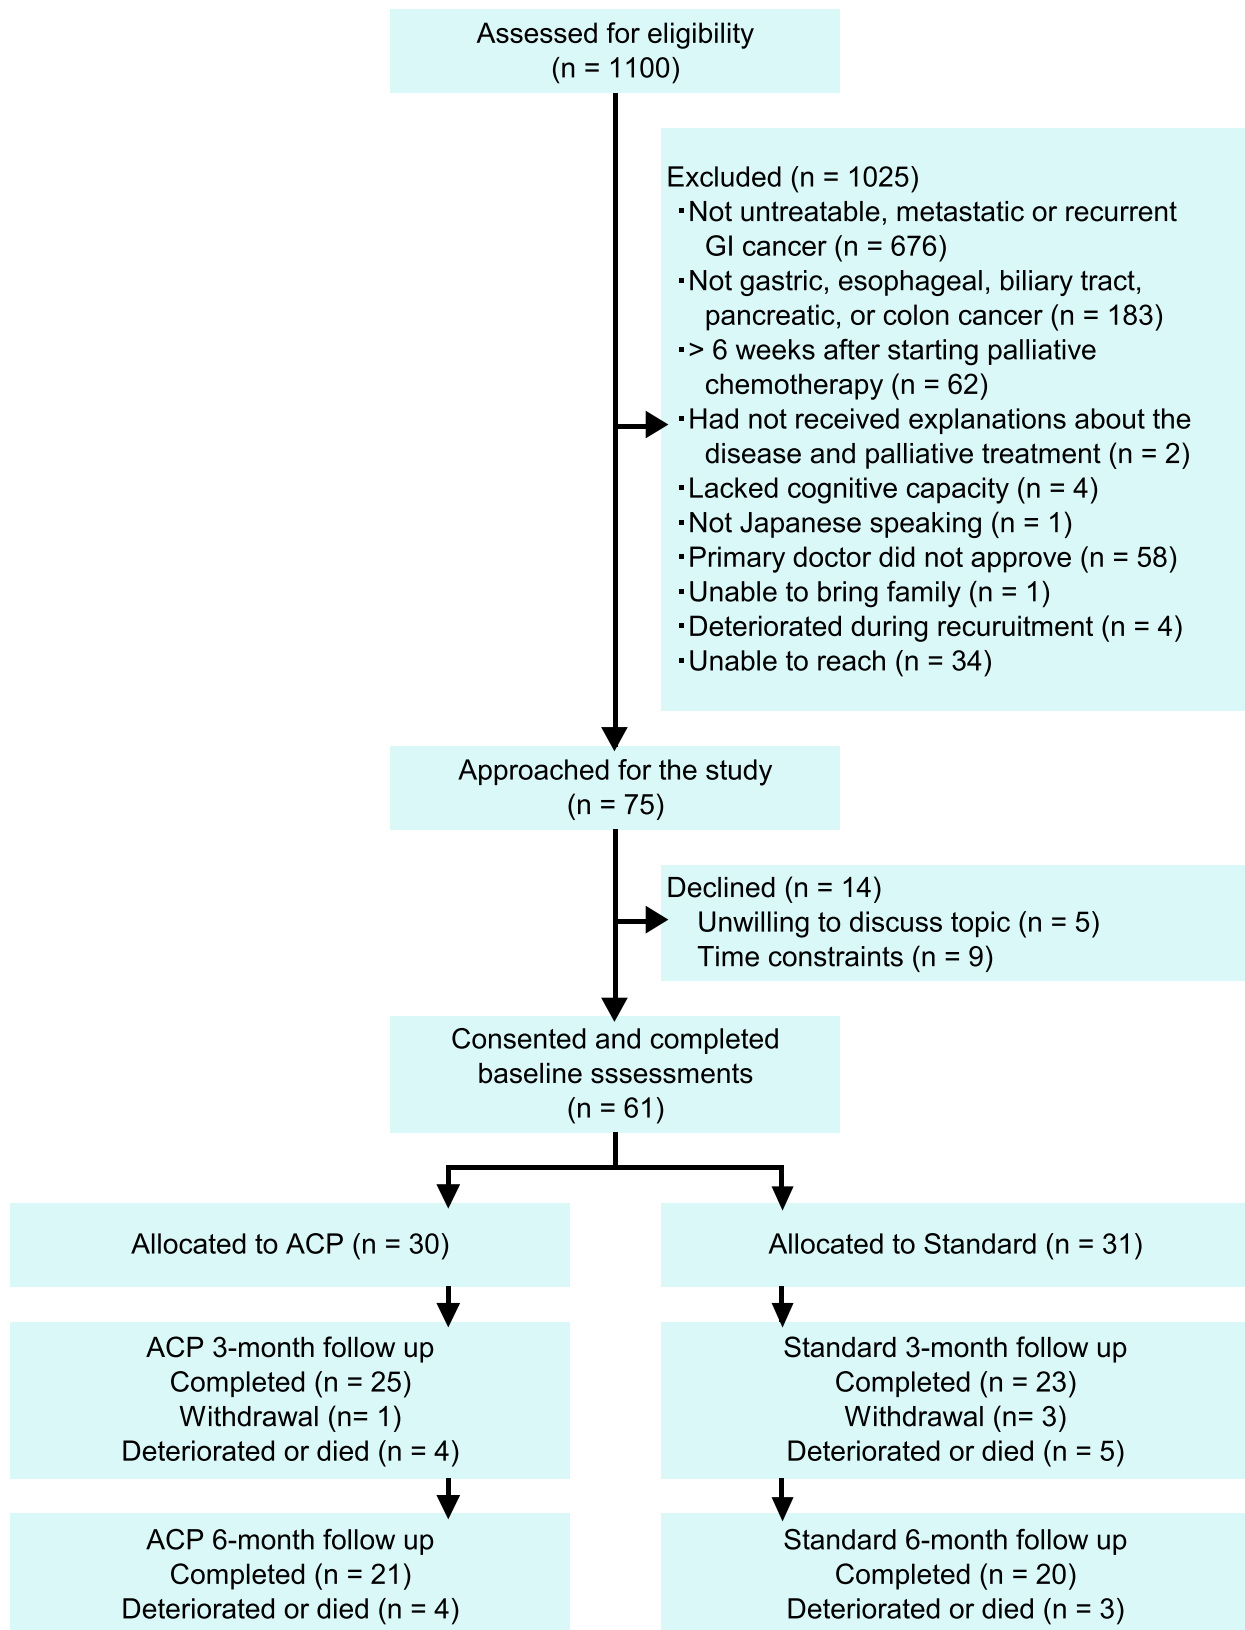 Assessed for eligibility
(n = 1100)
Excluded (n = 1025)
・Not untreatable, metastatic or recurrent
GI cancer (n = 676)
・Not gastric, esophageal, biliary tract,
pancreatic, or colon cancer (n = 183)
・> 6 weeks after starting palliative
chemotherapy (n = 62)
・Had not received explanations about the
disease and palliative treatment (n = 2)
・Lacked cognitive capacity (n = 4)
・Not Japanese speaking (n = 1)
・Primary doctor did not approve (n = 58)
・Unable to bring family (n = 1)
・Deteriorated during recuruitment (n = 4)
・Unable to reach (n = 34)
Approached for the study
(n = 75)
Declined (n = 14)
Unwilling to discuss topic (n = 5)
Time constraints (n = 9)
Consented and completed
baseline sssessments
(n = 61)
Allocated to ACP (n = 30)
Allocated to Standard (n = 31)
ACP 3-month follow up
Completed (n = 25)
Withdrawal (n= 1)
Deteriorated or died (n = 4)
Standard 3-month follow up
Completed (n = 23)
Withdrawal (n= 3)
Deteriorated or died (n = 5)
ACP 6-month follow up
Completed (n = 21)
Deteriorated or died (n = 4)
Standard 6-month follow up
Completed (n = 20)
Deteriorated or died (n = 3)